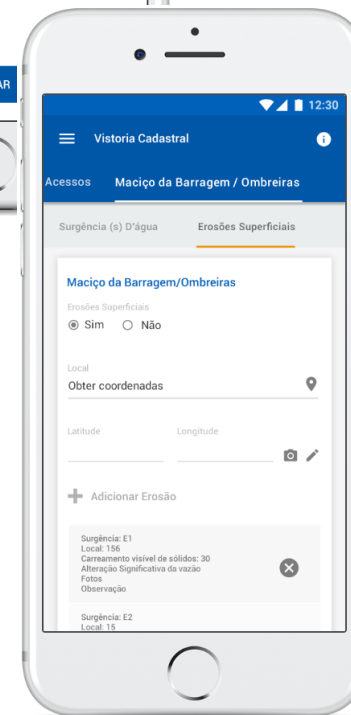 AR
12:30
Vistoria Cadastral
Acessos Maciço da Barragem / Ombreiras
Surgência (s) D'água Erosões Superficiais
Maciço da Barragem/Ombreiras
Erosões Superficiais
Sim Não
Local
Obter coordenadas
Latitude Longitude
Adicionar Erosão
Surgência: E1
Local: 156
Carreamento visível de sólidos: 30
Alteração Significativa da vazão
Fotos
Observação
Surgência: E2
Local: 15